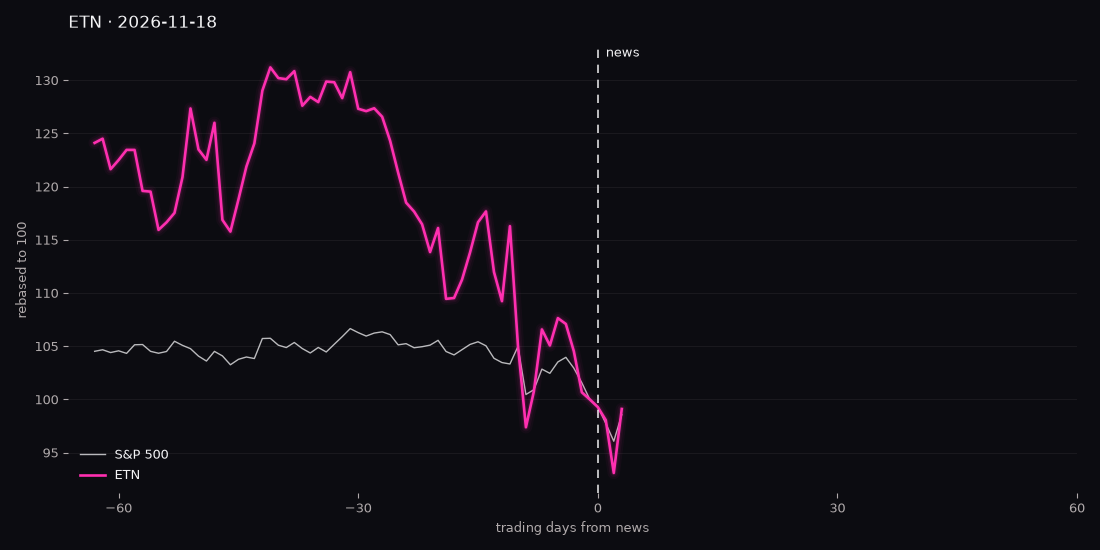 ETN · 2026-11-18
news
130
125
120
115
110
105
100
95
rebased to 100
S&P 500
ETN
−60
−30
0
30
60
trading days from news